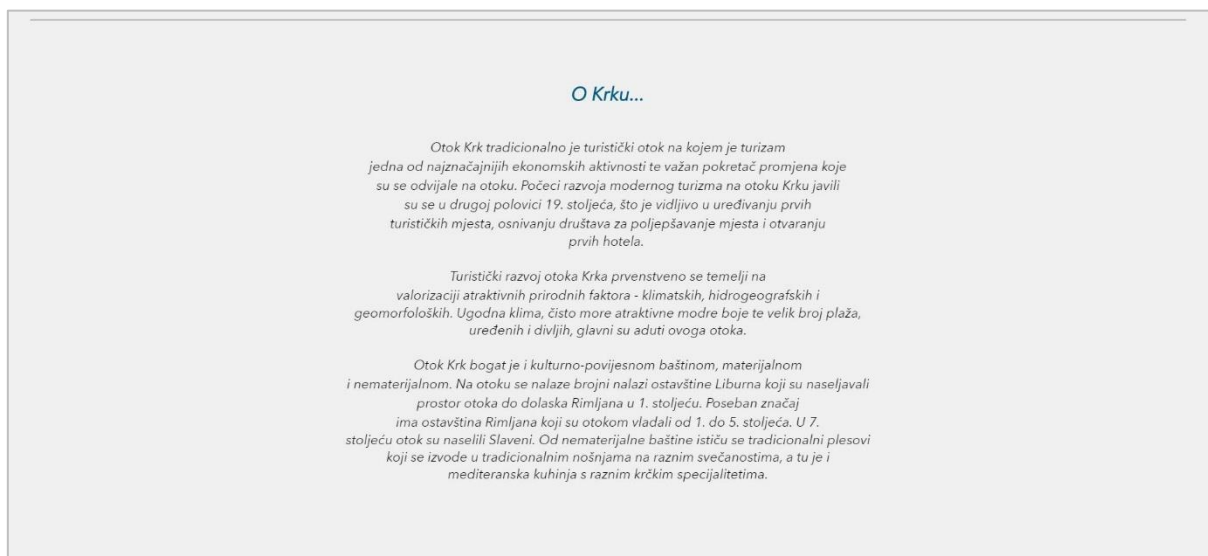 O Krku...
Otok Krk tradicionalno je turistički otok na kojem je turizam
jedna od najznačajnijih ekonomskih aktivnosti te važan pokretač promjena koje
su se odvijale na otoku. Počeci razvoja modernog turizma na otoku Krku javili
su se u drugoj polovici 19. stoljeća, što je vidljivo u uređivanju prvih
turističkih mjesta, osnivanju društava za poljepšavanje mjesta i otvaranju
prvih hotela.
Turistički razvoj otoka Krka prvenstveno se temelji na
valorizaciji atraktivnih prirodnih faktora - klimatskih, hidrogeografskih i
geomorfoloških. Ugodna klima, čisto more atraktivne modre boje te velik broj plaža,
uređenih i divljih, glavni su aduti ovoga otoka.
Otok Krk bogat je i kulturno-povijesnom baštinom, materijalnom
i nematerijalnom. Na otoku se nalaze brojni nalazi ostavštine Liburna koji su naseljavali
prostor otoka do dolaska Rimljana u 1. stoljeću. Poseban značaj
ima ostavština Rimljana koji su otokom vladali od 1. do 5. stoljeća. U 7.
stoljeću otok su naselili Slaveni. Od nematerijalne baštine ističu se tradicionalni plesovi
koji se izvode u tradicionalnim nošnjama na raznim svečanostima, a tu je i
mediteranska kuhinja s raznim krčkim specijalitetima.